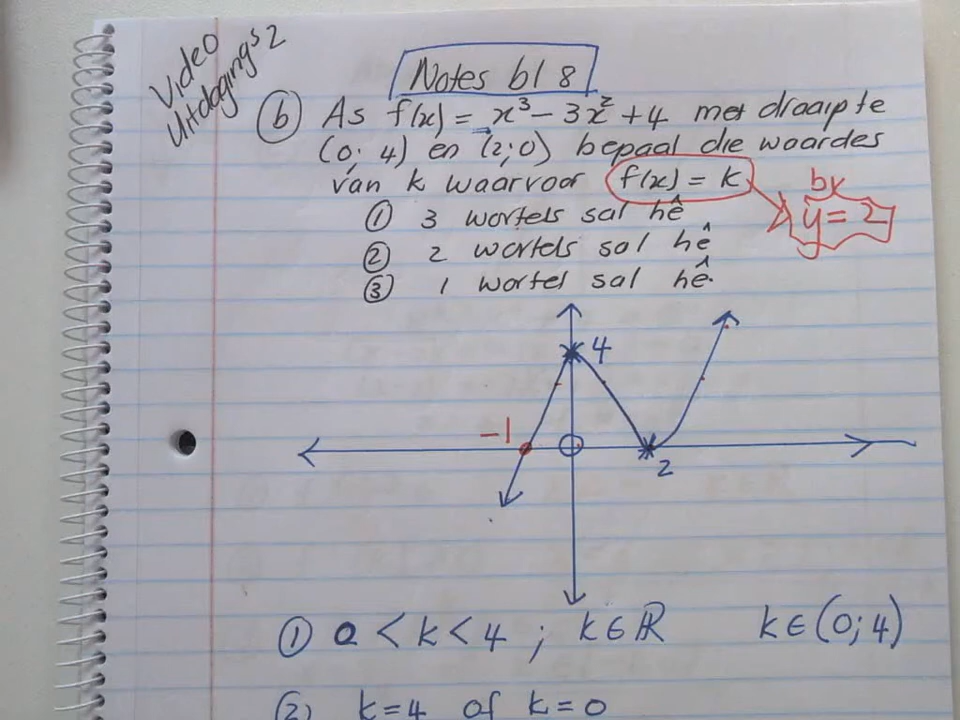 Video
Uitdagings 2
Notes bl 8
(b) As f(x) = x³ - 3x² + 4 met draaipte
(0; 4) en (2; 0) bepaal die waardes
van k waarvoor f(x) = k
bv
y = 2
① 3 wortels sal hê
② 2 wortels sal hê
③ 1 wortel sal hê.
4
-1
2
① 0 < k < 4 ; k ∈ ℝ k ∈ (0; 4)
② k = 4 of k = 0